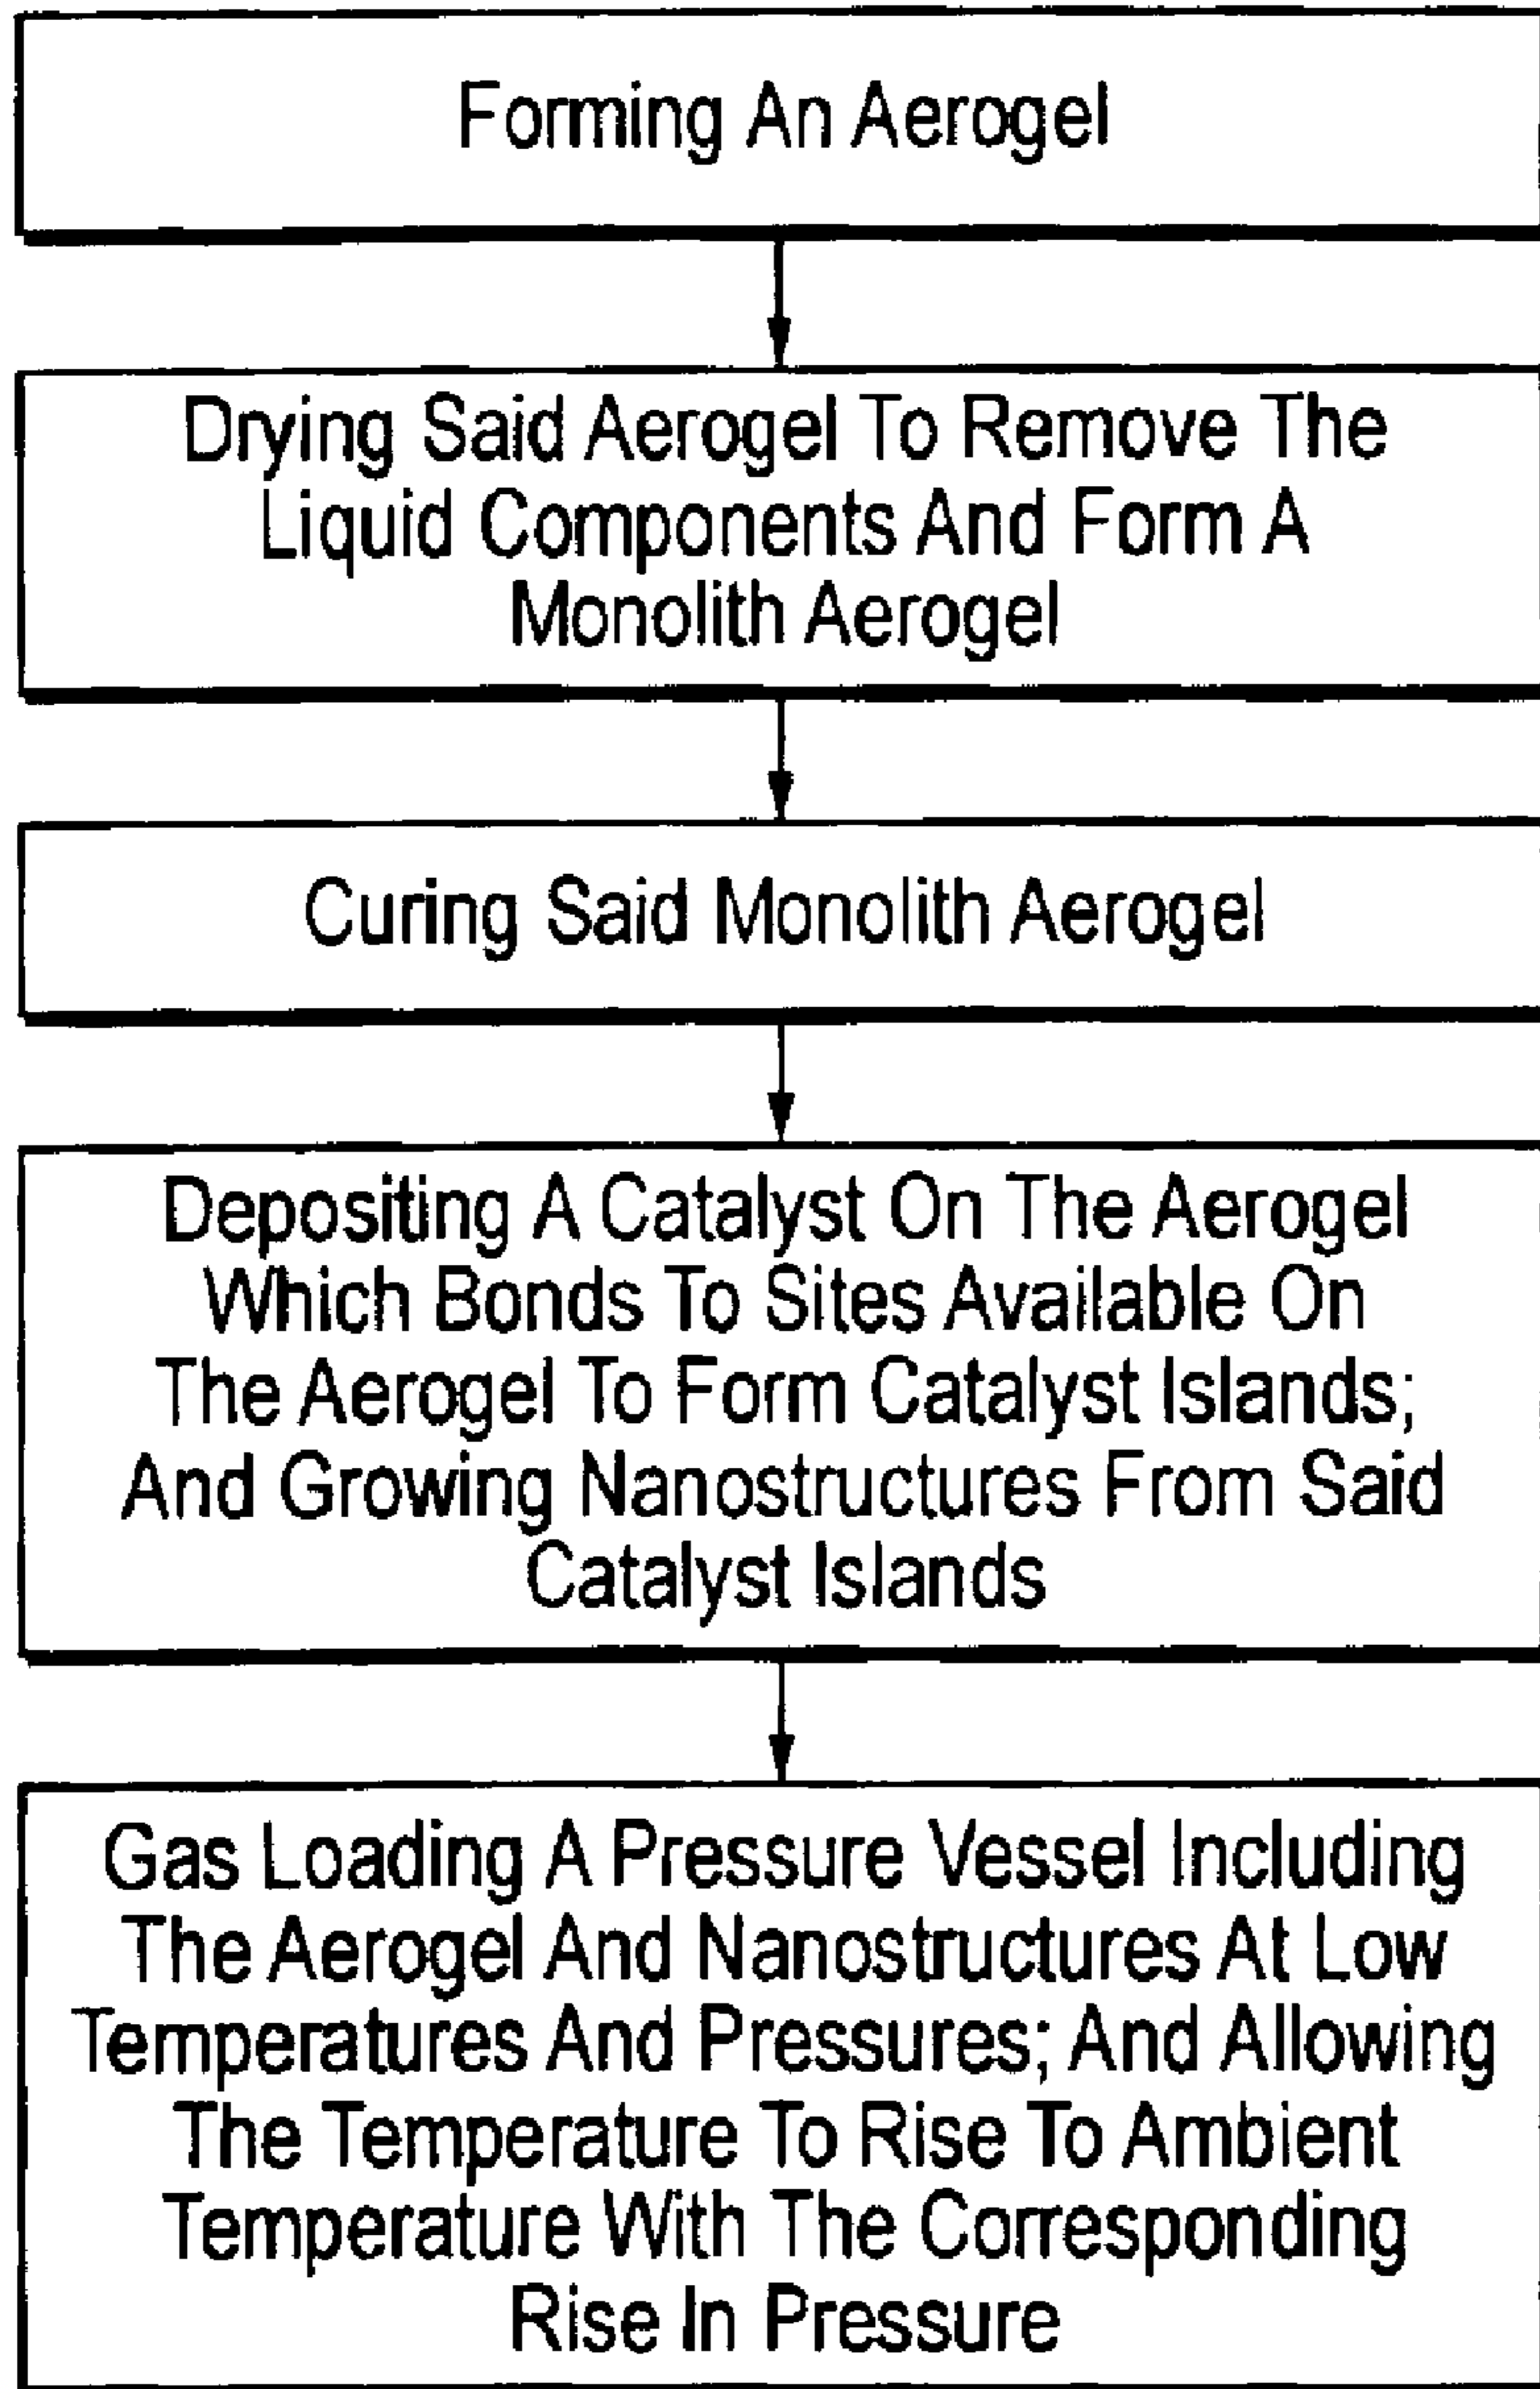 Forming An Aerogel
Drying Said Aerogel To Remove The
Liquid Components And Form A
Monolith Aerogel
Curing Said Monolith Aerogel
Depositing A Catalyst On The Aerogel
Which Bonds To Sites Available On
The Aerogel To Form Catalyst Islands;
And Growing Nanostructures From Said
Catalyst Islands
Gas Loading A Pressure Vessel Including
The Aerogel And Nanostructures At Low
Temperatures And Pressures; And Allowing
The Temperature To Rise To Ambient
Temperature With The Corresponding
Rise In Pressure